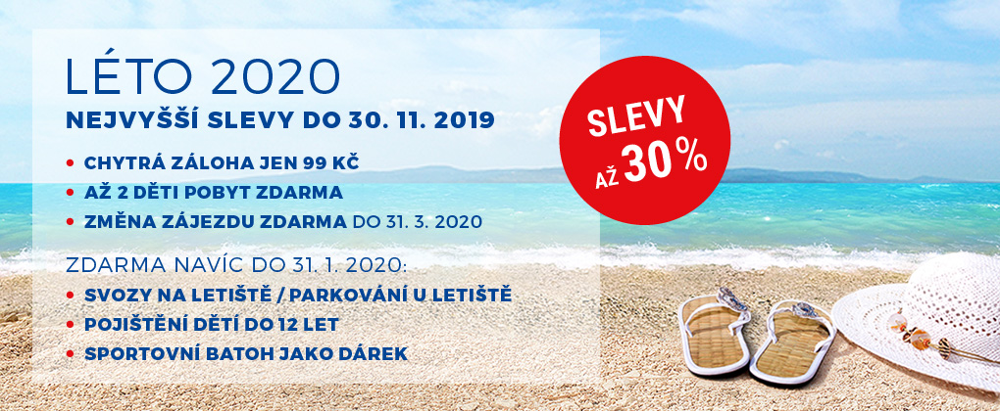 LÉTO 2020
NEJVYŠŠÍ SLEVY DO 30. 11. 2019
• CHYTRÁ ZÁLOHA JEN 99 KČ
• AŽ 2 DĚTI POBYT ZDARMA
• ZMĚNA ZÁJEZDU ZDARMA DO 31. 3. 2020
ZDARMA NAVÍC DO 31. 1. 2020:
• SVOZY NA LETIŠTĚ / PARKOVÁNÍ U LETIŠTĚ
• POJIŠTĚNÍ DĚTÍ DO 12 LET
• SPORTOVNÍ BATOH JAKO DÁREK
SLEVY
AŽ 30%